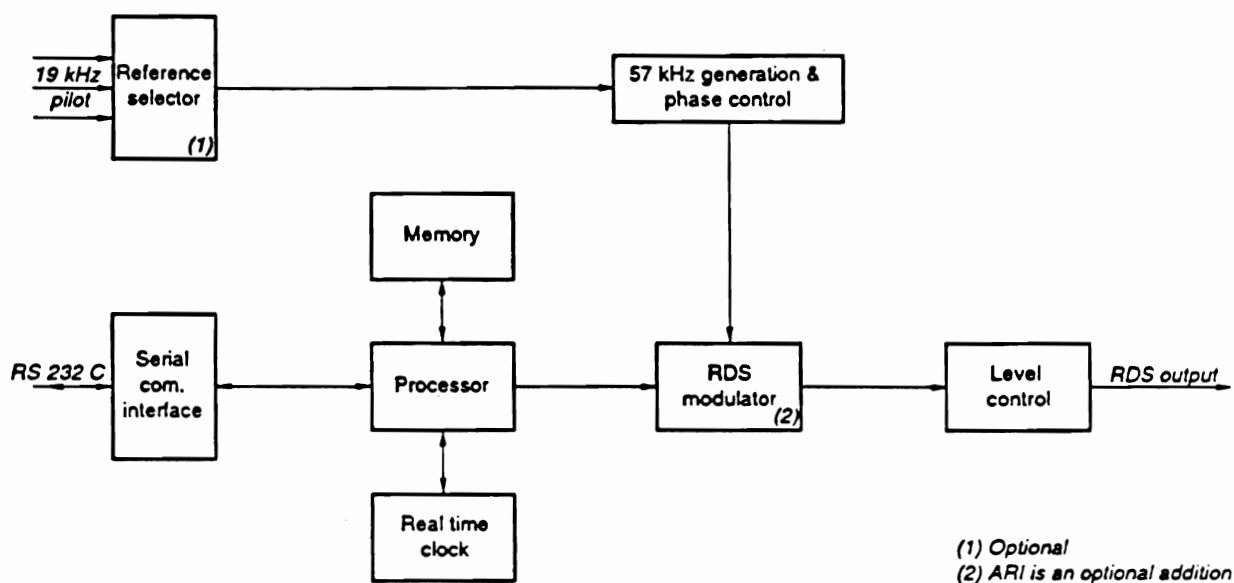 19 kHz
pilot
Reference
selector
(1)
57 kHz generation &
phase control
Memory
RS 232 C
Serial
com.
interface
Processor
RDS
modulator
(2)
Level
control
RDS output
Real time
clock
(1) Optional
(2) ARI is an optional addition